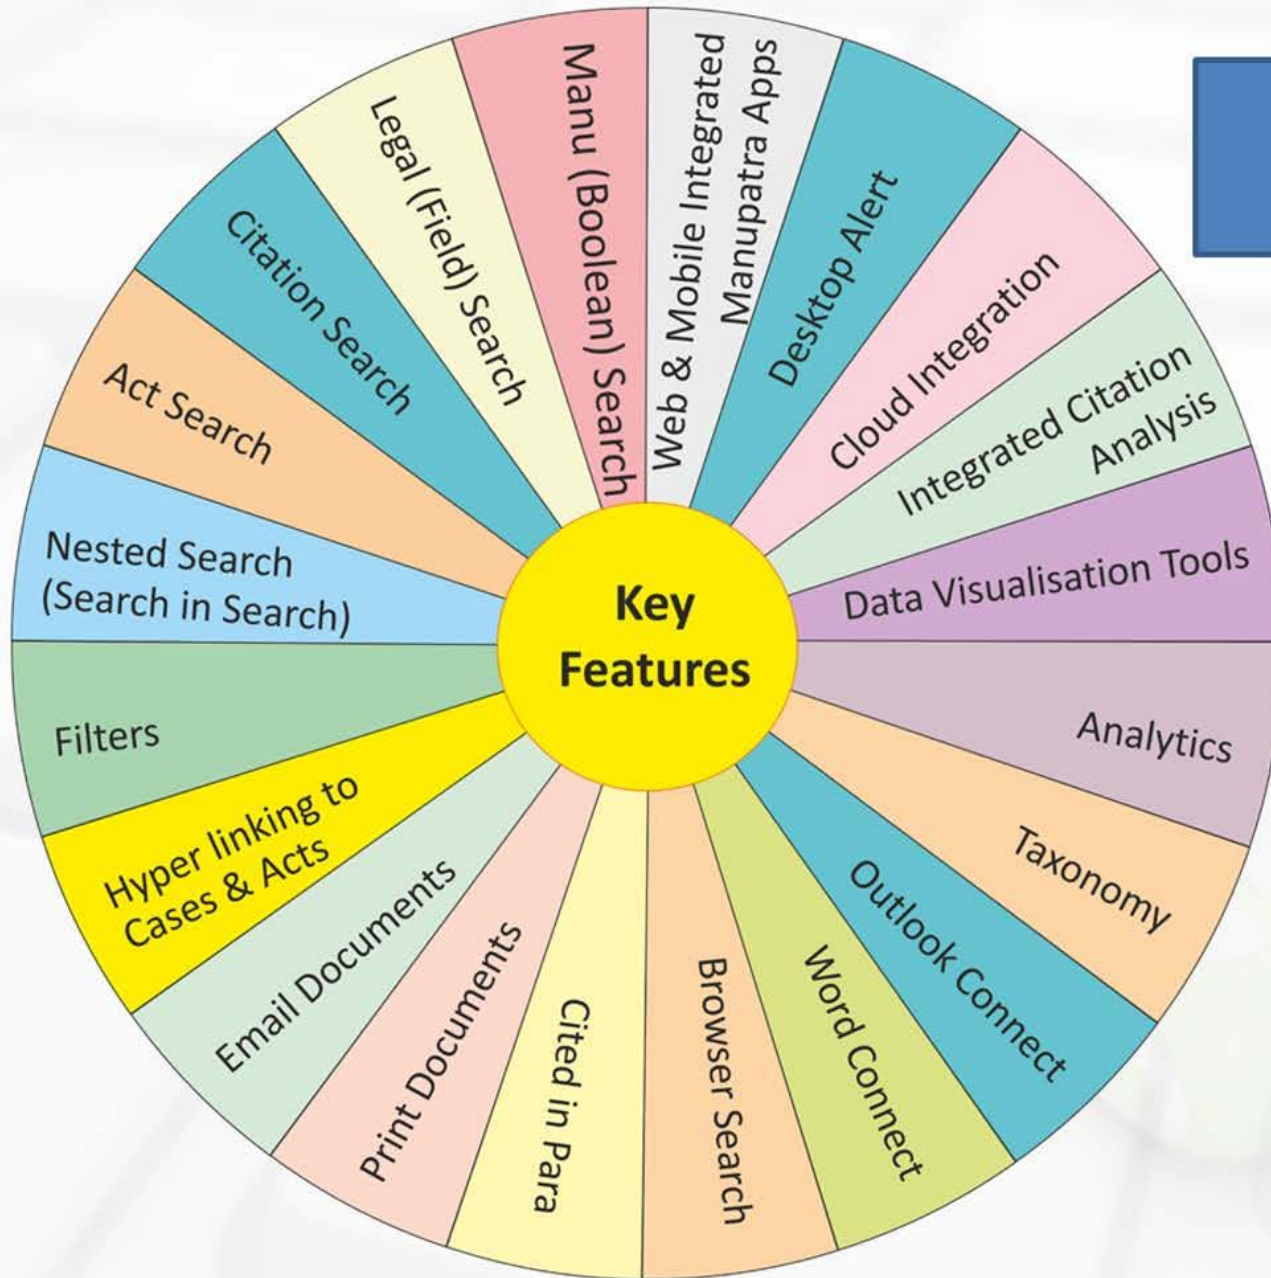 Key
Features
Web & Mobile Integrated
Manupatra Apps
Desktop Alert
Cloud Integration
Integrated Citation
Analysis
Data Visualisation Tools
Analytics
Taxonomy
Outlook Connect
Word Connect
Browser Search
Cited in Para
Print Documents
Email Documents
Hyper linking to
Cases & Acts
Filters
Nested Search
(Search in Search)
Act Search
Citation Search
Legal (Field) Search
Manu (Boolean) Search